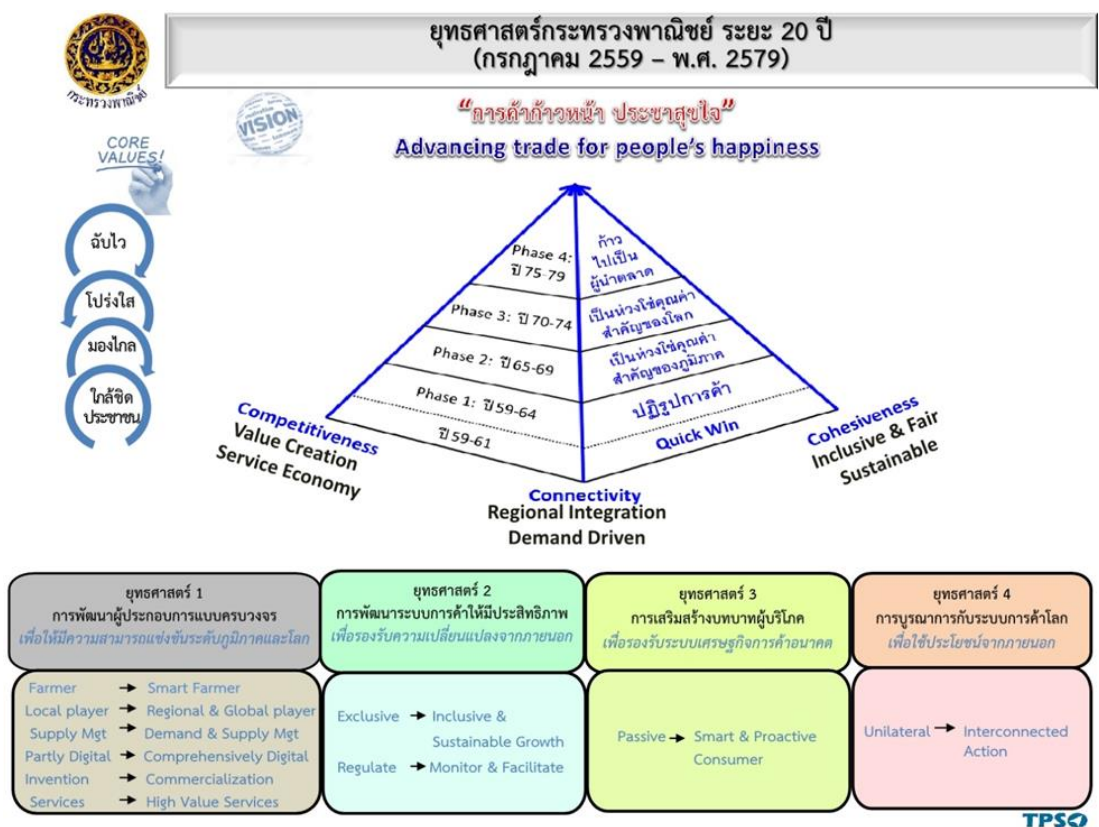 ยุทธศาสตร์กระทรวงพาณิชย์ ระยะ 20 ปี
(กรกฎาคม 2559 – พ.ศ. 2579)
กระทรวงพาณิชย์
VISION
“การค้าก้าวหน้า ประชาสุขใจ”
Advancing trade for people's happiness
CORE
VALUES!
ฉับไว
โปร่งใส
มองไกล
ใกล้ชิด
ประชาชน
Phase 4:
ปี 75-79
ก้าว
ไปเป็น
ผู้นำตลาด
Phase 3: ปี 70-74
เป็นห่วงโซ่คุณค่า
สำคัญของโลก
Phase 2: ปี 65-69
เป็นห่วงโซ่คุณค่า
สำคัญของภูมิภาค
Phase 1: ปี 59-64
ปฏิรูปการค้า
ปี 59-61
Quick Win
Competitiveness
Value Creation
Service Economy
Connectivity
Regional Integration
Demand Driven
Cohesiveness
Inclusive & Fair
Sustainable
ยุทธศาสตร์ 1
การพัฒนาผู้ประกอบการแบบครบวงจร
เพื่อให้มีความสามารถแข่งขันระดับภูมิภาคและโลก
Farmer → Smart Farmer
Local player → Regional & Global player
Supply Mgt → Demand & Supply Mgt
Partly Digital → Comprehensively Digital
Invention → Commercialization
Services → High Value Services
ยุทธศาสตร์ 2
การพัฒนาระบบการค้าให้มีประสิทธิภาพ
เพื่อรองรับความเปลี่ยนแปลงจากภายนอก
Exclusive → Inclusive &
Sustainable Growth
Regulate → Monitor & Facilitate
ยุทธศาสตร์ 3
การเสริมสร้างบทบาทผู้บริโภค
เพื่อรองรับระบบเศรษฐกิจการค้าอนาคต
Passive → Smart & Proactive
Consumer
ยุทธศาสตร์ 4
การบูรณาการกับระบบการค้าโลก
เพื่อใช้ประโยชน์จากภายนอก
Unilateral → Interconnected
Action
TPSO